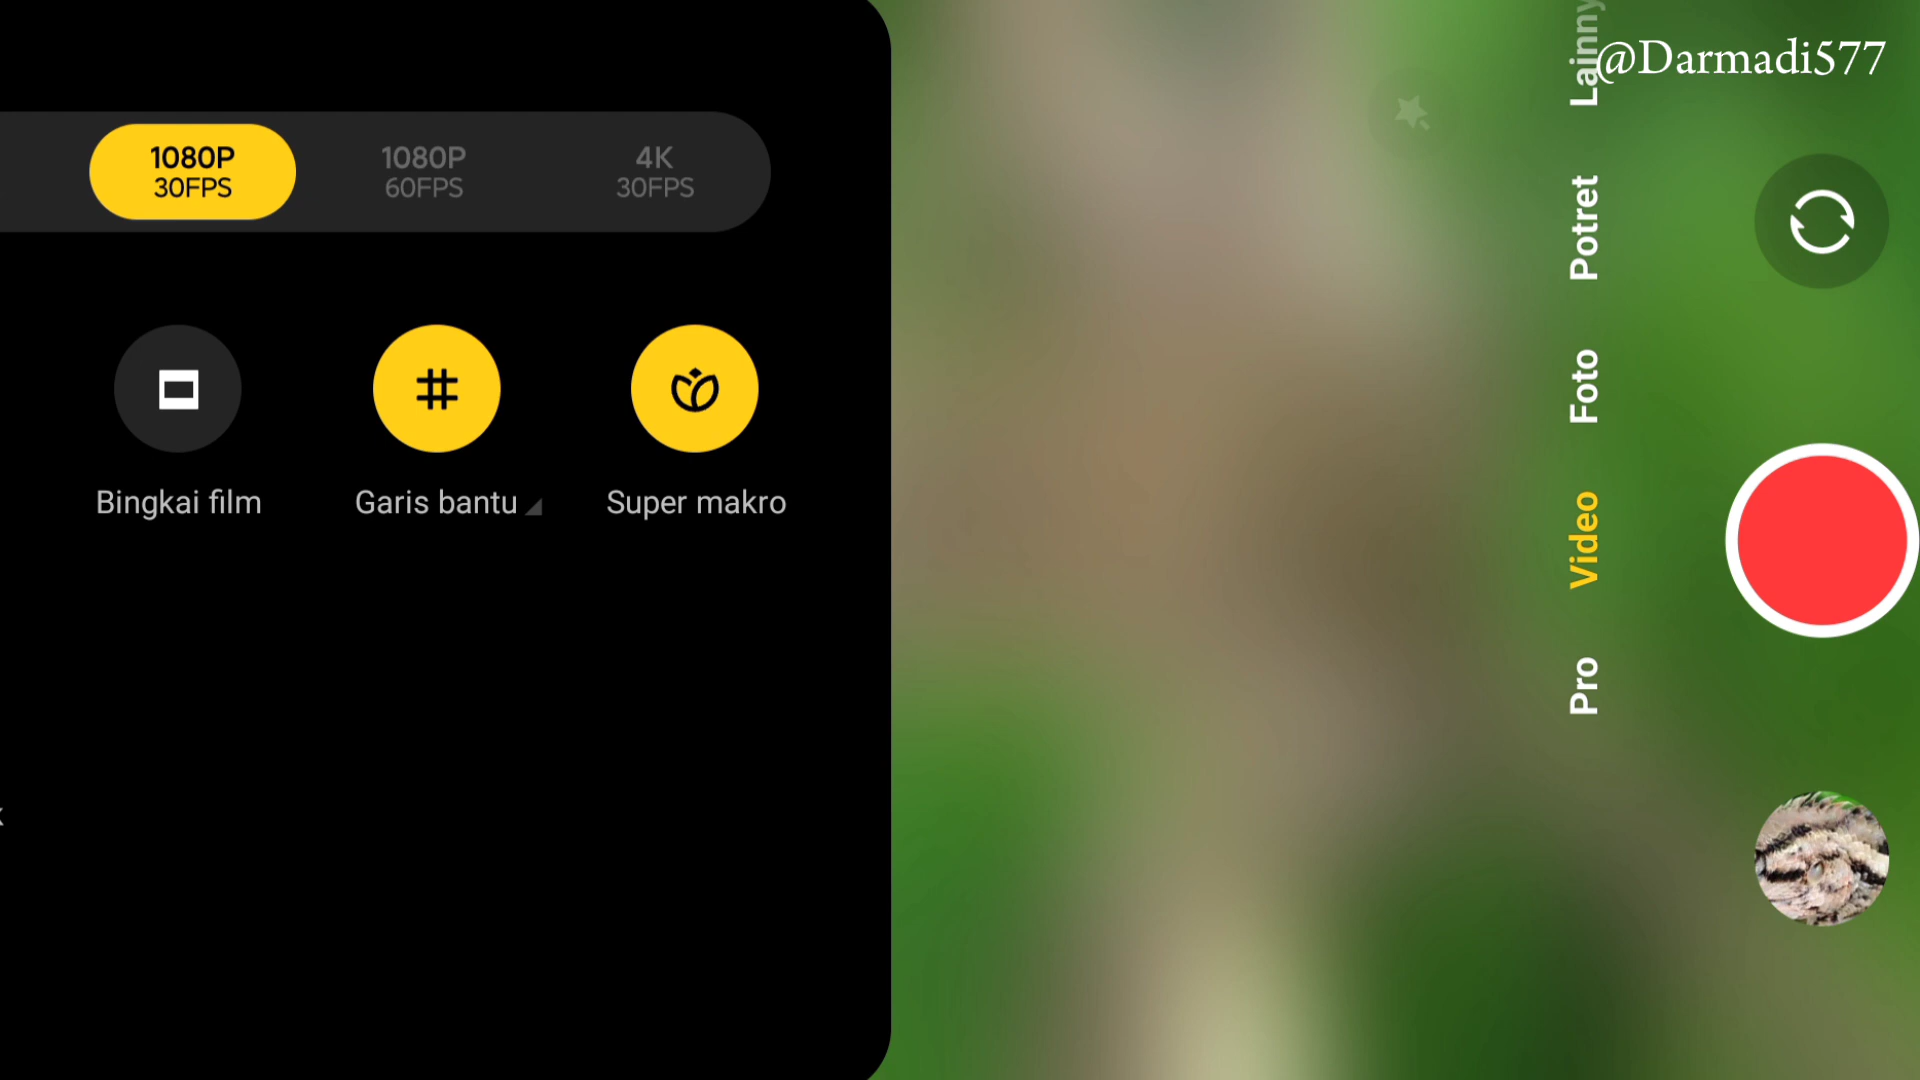 1080P
30FPS
1080P
60FPS
4K
30FPS
Bingkai film
Garis bantu
Super makro
@Darmadi577
Potret
Foto
Video
Pro